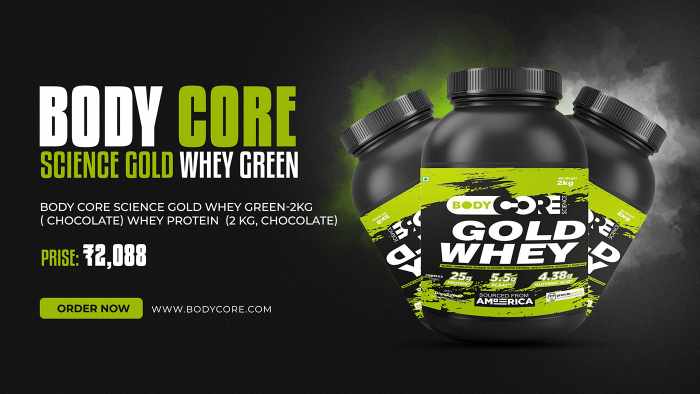 BODY CORE
SCIENCE GOLD WHEY GREEN
BODY CORE SCIENCE GOLD WHEY GREEN-2KG
( CHOCOLATE) WHEY PROTEIN (2 KG, CHOCOLATE)
PRISE: ₹2,088
ORDER NOW WWW.BODYCORE.COM
2kg
BODY CORE SCIENCE
GOLD
WHEY
25g 5.5g 4.38g
SOURCED FROM
AMERICA